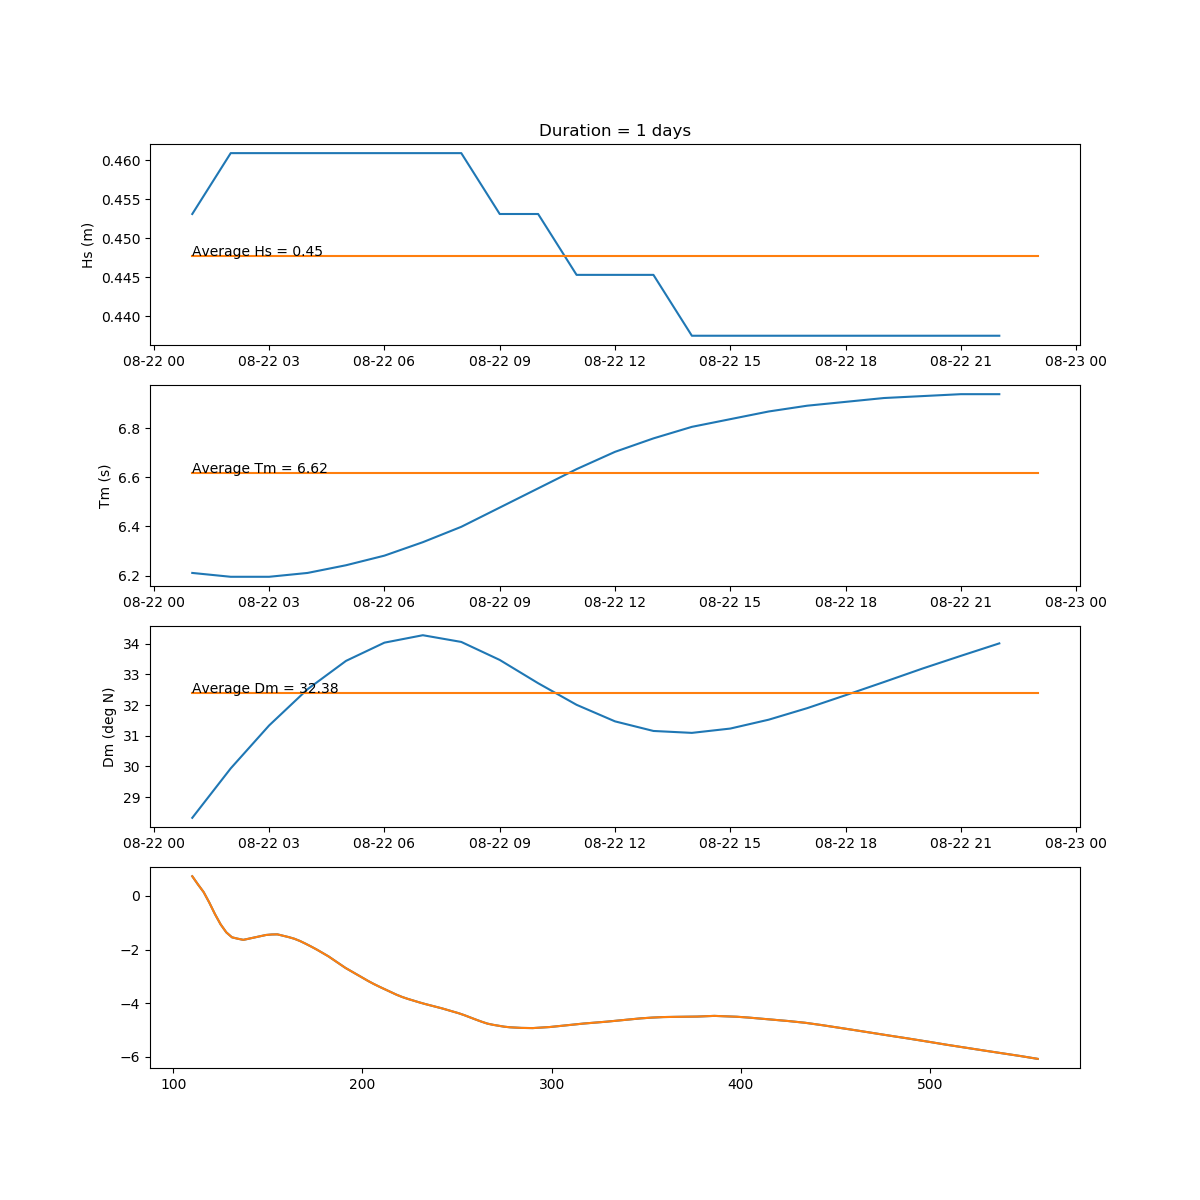 Duration = 1 days
Hs (m)
0.460
0.455
0.450
0.445
0.440
Average Hs = 0.45
08-22 00 08-22 03 08-22 06 08-22 09 08-22 12 08-22 15 08-22 18 08-22 21 08-23 00
Tm (s)
6.8
6.6
6.4
6.2
Average Tm = 6.62
08-22 00 08-22 03 08-22 06 08-22 09 08-22 12 08-22 15 08-22 18 08-22 21 08-23 00
Dm (deg N)
34
33
32
31
30
29
Average Dm = 32.38
08-22 00 08-22 03 08-22 06 08-22 09 08-22 12 08-22 15 08-22 18 08-22 21 08-23 00
0
−2
−4
−6
100 200 300 400 500